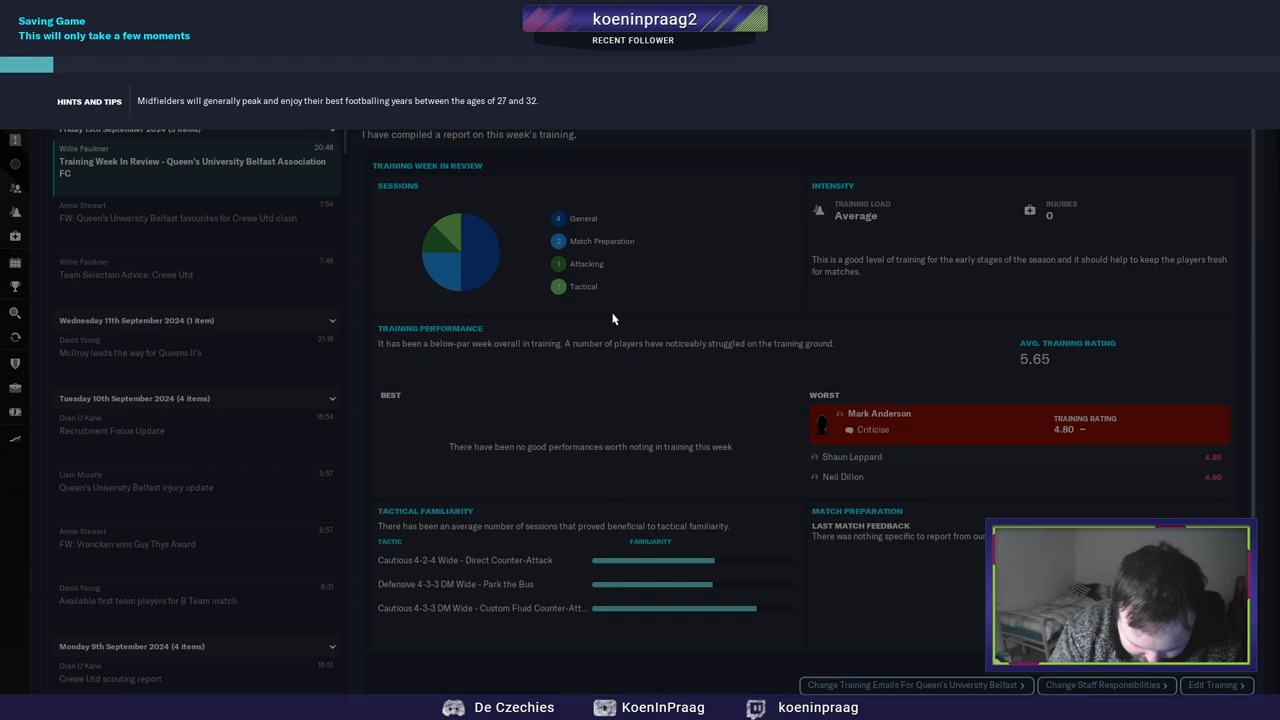 Saving Game
This will only take a few moments
koeninpraag2
RECENT FOLLOWER
HINTS AND TIPS
Midfielders will generally peak and enjoy their best footballing years between the ages of 27 and 32.
Friday 13th September 2024 (3 items)
Willie Faulkner 20:48
Training Week In Review - Queen's University Belfast Association
FC
Annie Stewart 7:54
FW: Queen's University Belfast favourites for Crewe Utd clash
Willie Faulkner 7:49
Team Selection Advice: Crewe Utd
Wednesday 11th September 2024 (1 item)
David Young 21:18
McIlroy leads the way for Queens II's
Tuesday 10th September 2024 (4 items)
Oran O'Kane 16:54
Recruitment Focus Update
Liam Murphy 9:57
Queen's University Belfast injury update
Annie Stewart 8:57
FW: Vrancken wins Guy Thys Award
David Young 8:31
Available first team players for B Team match
Monday 9th September 2024 (4 items)
Oran O'Kane 16:51
Crewe Utd scouting report
I have compiled a report on this week's training.
TRAINING WEEK IN REVIEW
SESSIONS
4 General
2 Match Preparation
1 Attacking
1 Tactical
INTENSITY
TRAINING LOAD
Average
INJURIES
0
This is a good level of training for the early stages of the season and it should help to keep the players fresh
for matches.
TRAINING PERFORMANCE
It has been a below-par week overall in training. A number of players have noticeably struggled on the training ground.
AVG. TRAINING RATING
5.65
BEST
There have been no good performances worth noting in training this week
WORST
Mark Anderson
Criticise
TRAINING RATING
4.80 –
Shaun Leppard 4.85
Neil Dillon 4.90
TACTICAL FAMILIARITY
There has been an average number of sessions that proved beneficial to tactical familiarity.
TACTIC FAMILIARITY
Cautious 4-2-4 Wide - Direct Counter-Attack
Defensive 4-3-3 DM Wide - Park the Bus
Cautious 4-3-3 DM Wide - Custom Fluid Counter-Att...
MATCH PREPARATION
LAST MATCH FEEDBACK
There was nothing specific to report from our
Change Training Emails For Queen's University Belfast
Change Staff Responsibilities
Edit Training
De Czechies
KoenInPraag
koeninpraag